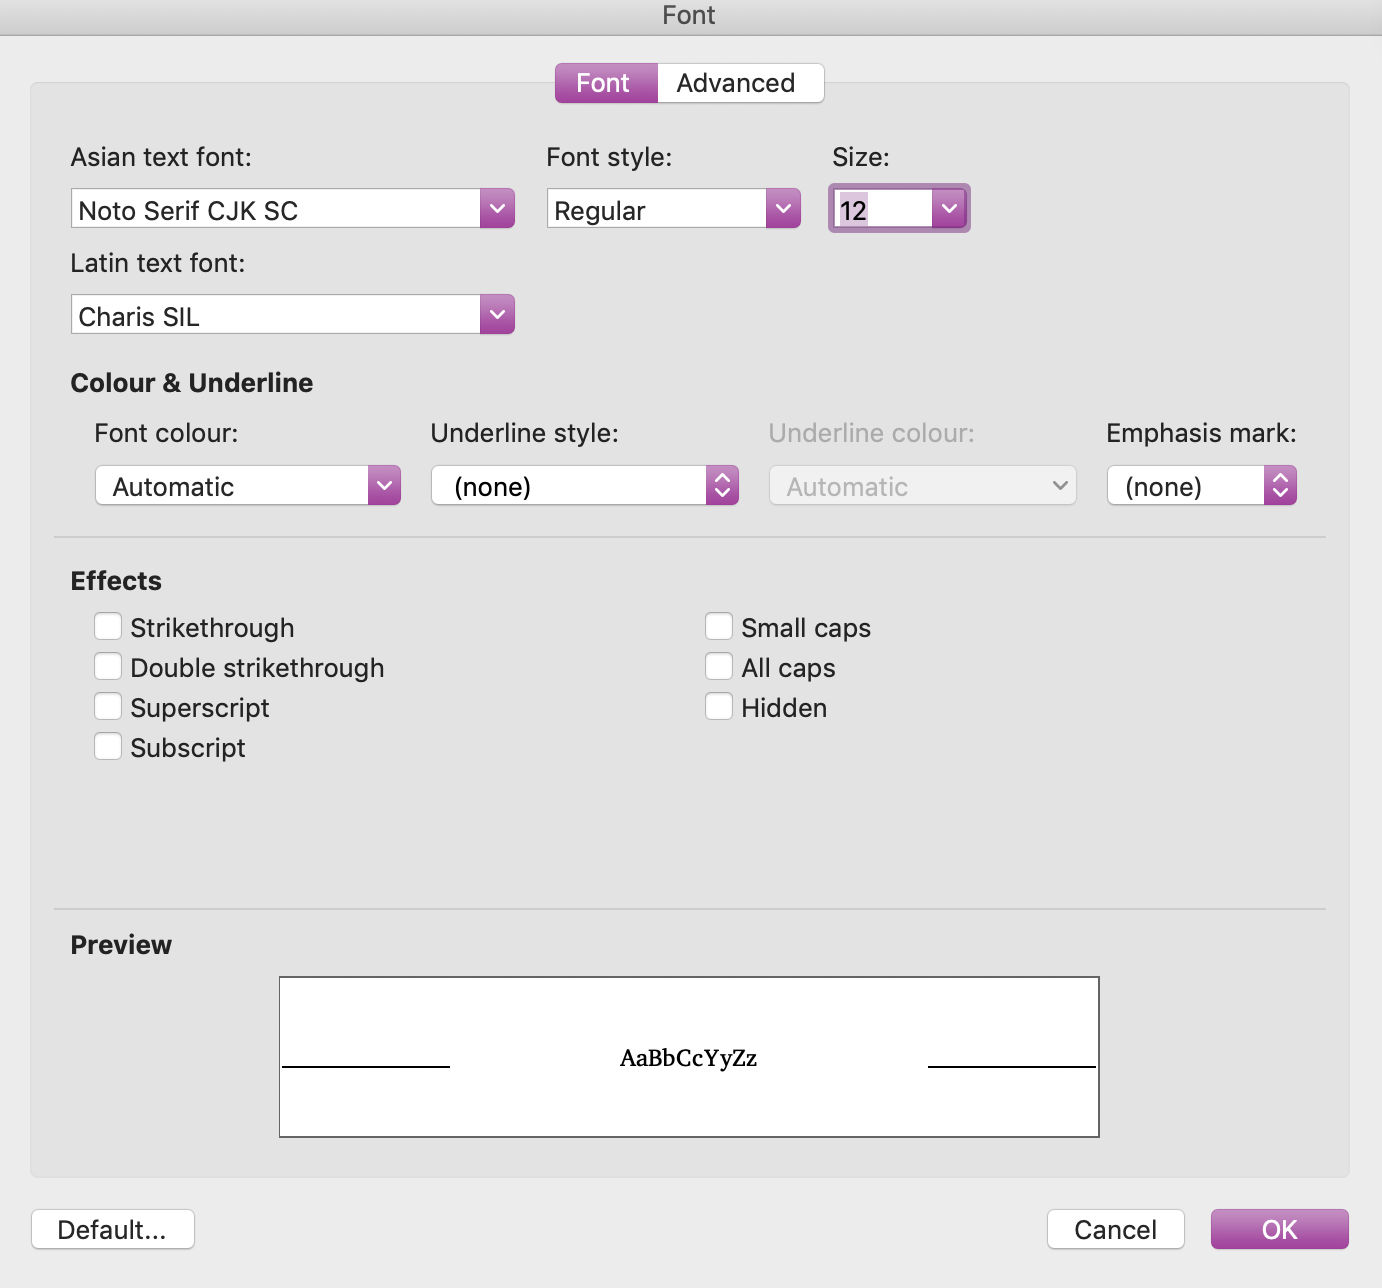 Font
Font Advanced
Asian text font: Font style: Size:
Noto Serif CJK SC Regular 12
Latin text font:
Charis SIL
Colour & Underline
Font colour: Underline style: Underline colour: Emphasis mark:
Automatic (none) Automatic (none)
Effects
Strikethrough Small caps
Double strikethrough All caps
Superscript Hidden
Subscript
Preview
AaBbCcYyZz
Default... Cancel OK